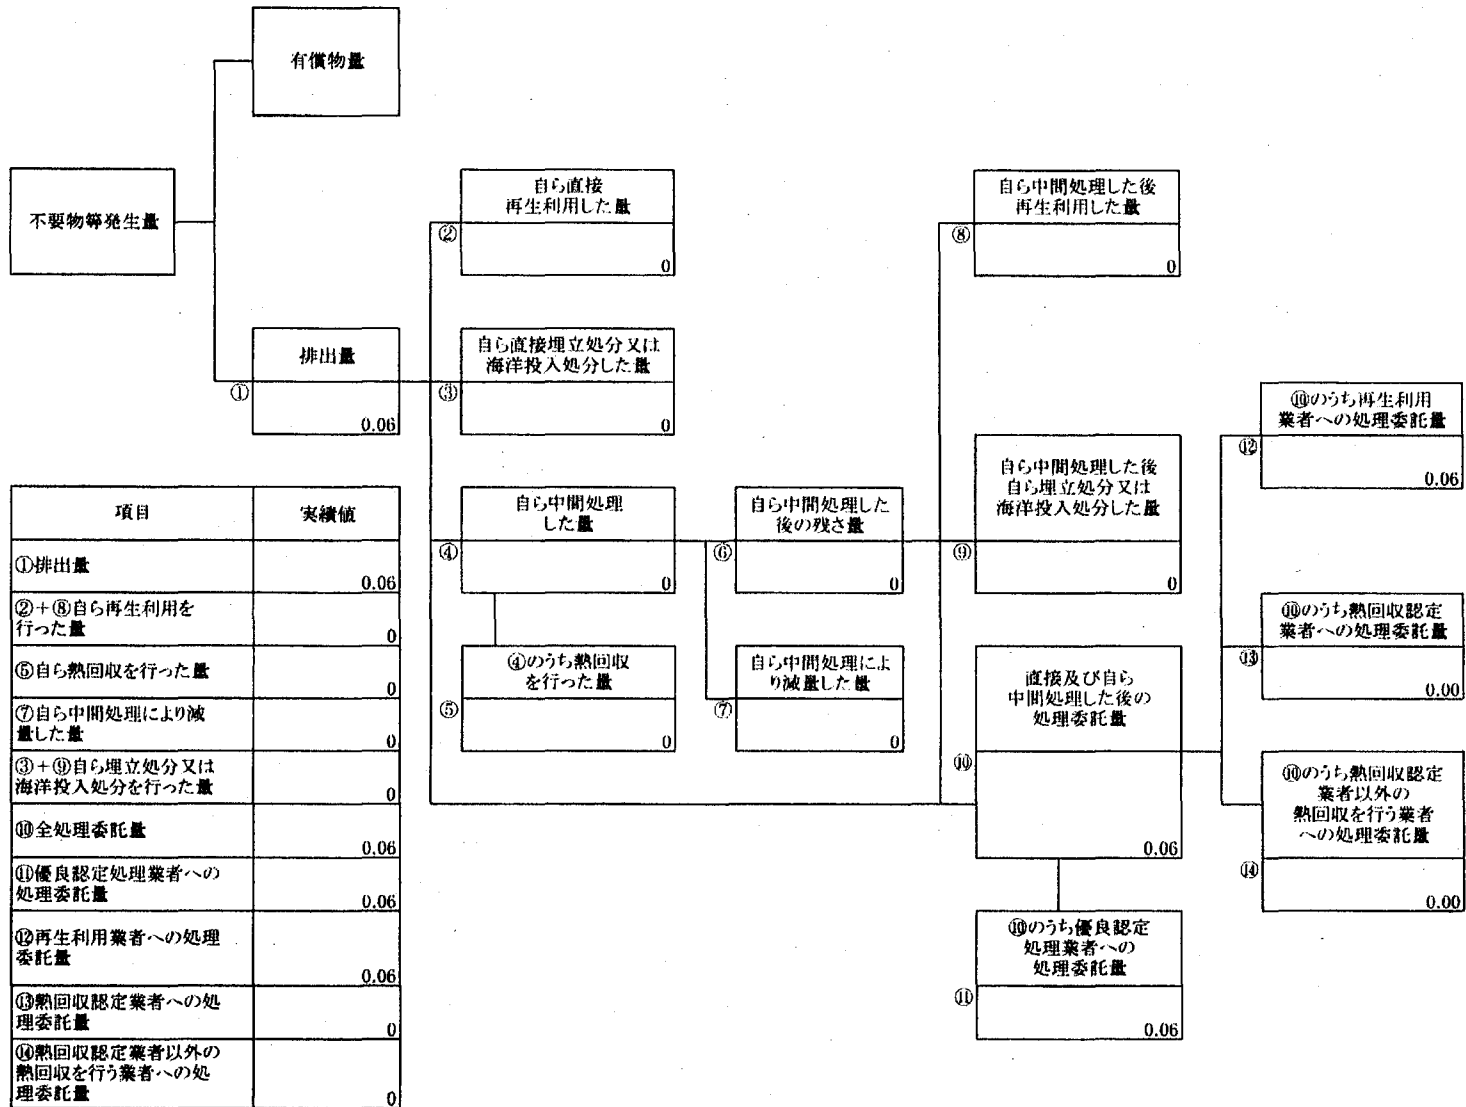 有償物量
不要物等発生量
排出量
①
0.06
自ら直接
再生利用した量
②
0
自ら直接埋立処分又は
海洋投入処分した量
③
0
自ら中間処理
した量
④
0
④のうち熱回収
を行った量
⑤
0
自ら中間処理した
後の残さ量
⑥
0
自ら中間処理によ
り減量した量
⑦
0
自ら中間処理した後
再生利用した量
⑧
0
自ら中間処理した後
自ら埋立処分又は
海洋投入処分した量
⑨
0
直接及び自ら
中間処理した後の
処理委託量
⑩
0.06
⑩のうち優良認定
処理業者への
処理委託量
⑪
0.06
⑩のうち再生利用
業者への処理委託量
⑫
0.06
⑩のうち熱回収認定
業者への処理委託量
⑬
0.00
⑩のうち熱回収認定
業者以外の
熱回収を行う業者
への処理委託量
⑭
0.00
項目 実績値
①排出量
0.06
②+⑧自ら再生利用を
行った量
0
⑤自ら熱回収を行った量
0
⑦自ら中間処理により減
量した量
0
③+⑨自ら埋立処分又は
海洋投入処分を行った量
0
⑩全処理委託量
0.06
⑪優良認定処理業者への
処理委託量
0.06
⑫再生利用業者への処理
委託量
0.06
⑬熱回収認定業者への処
理委託量
0
⑭熱回収認定業者以外の
熱回収を行う業者への処
理委託量
0